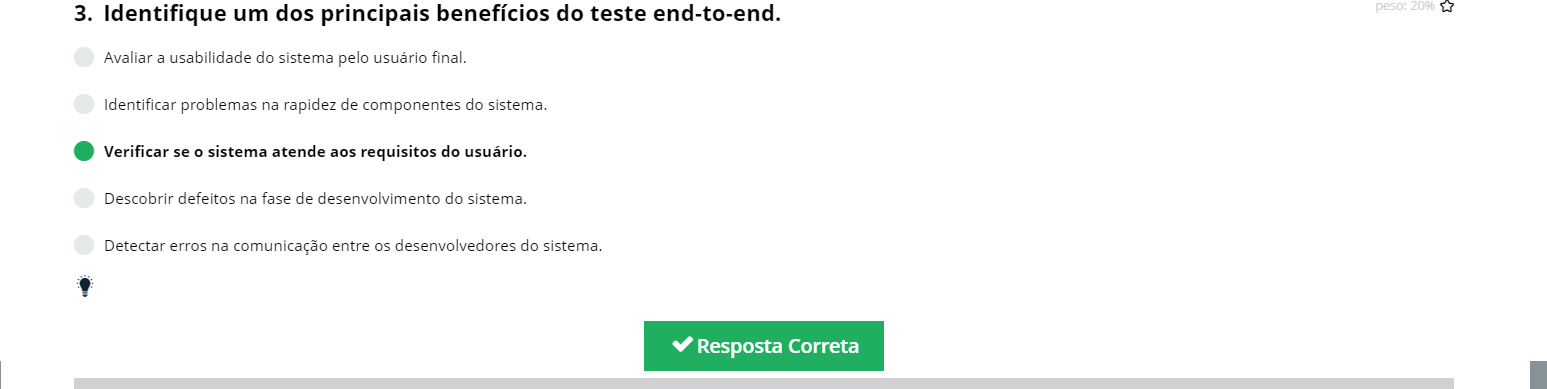 3. Identifique um dos principais benefícios do teste end-to-end.
peso: 20%
Avaliar a usabilidade do sistema pelo usuário final.
Identificar problemas na rapidez de componentes do sistema.
Verificar se o sistema atende aos requisitos do usuário.
Descobrir defeitos na fase de desenvolvimento do sistema.
Detectar erros na comunicação entre os desenvolvedores do sistema.
Resposta Correta